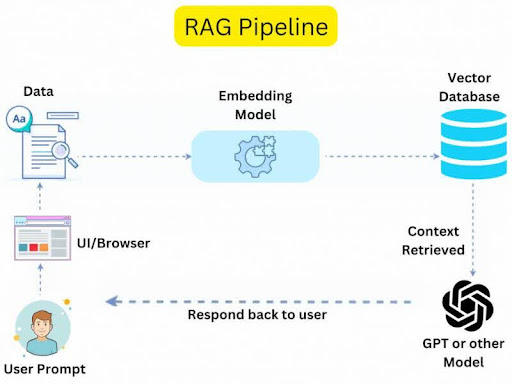 RAG Pipeline
Data
Aa
Embedding
Model
Vector
Database
UI/Browser
Context
Retrieved
Respond back to user
User Prompt
GPT or other
Model